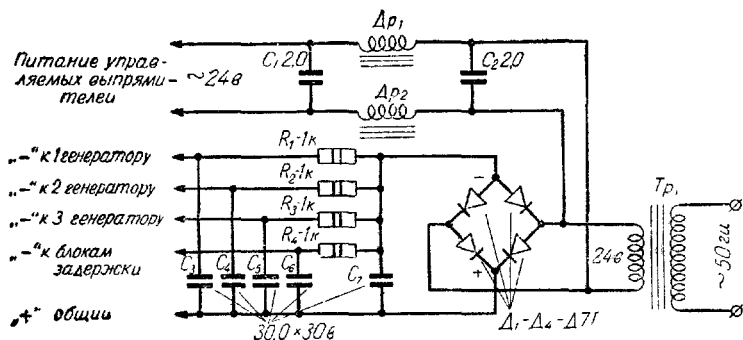 Др₁
Питание управ-
ляемых выпрями-
телей
~24в
C₁ 2,0
C₂ 2,0
Др₂
„–“ к 1 генератору
R₁-1к
„–“ к 2 генератору
R₂-1к
„–“ к 3 генератору
R₃-1к
„–“ к блокам
задержки
R₄-1к
C₃
C₄
C₅
C₆
C₇
„+“ общий
30,0×30в
–
+
Д₁-Д₄-Д7Г
24в
Тр₁
~50гц